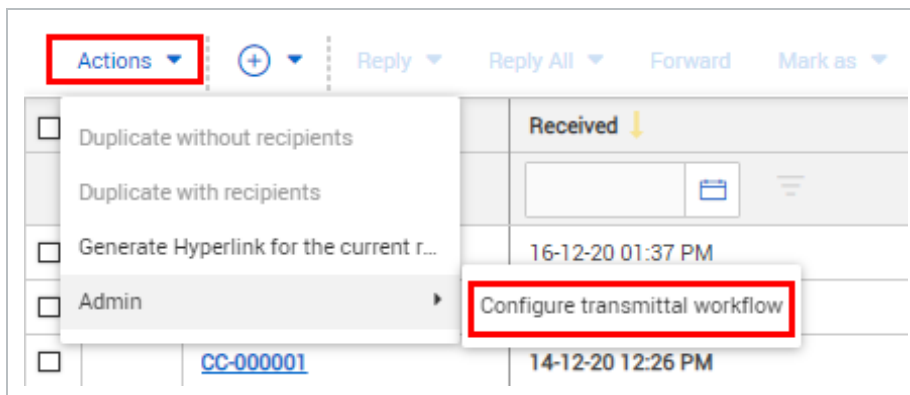 Actions Reply Reply All Forward Mark as
Received
Duplicate without recipients
Duplicate with recipients
Generate Hyperlink for the current r...
16-12-20 01:37 PM
Admin
Configure transmittal workflow
CC-000001 14-12-20 12:26 PM